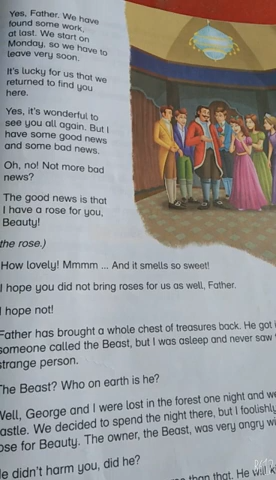 Yes, Father. We have
found some work,
at last. We start on
Monday, so we have to
leave very soon.
It's lucky for us that we
returned to find you
here.
Yes, it's wonderful to
see you all again. But I
have some good news
and some bad news.
Oh, no! Not more bad
news?
The good news is that
I have a rose for you,
Beauty!
the rose.)
How lovely! Mmmm ... And it smells so sweet!
I hope you did not bring roses for us as well, Father.
I hope not!
Father has brought a whole chest of treasures back. He got
someone called the Beast, but I was asleep and never saw
strange person.
The Beast? Who on earth is he?
Well, George and I were lost in the forest one night and
astle. We decided to spend the night there, but I foolishly
ose for Beauty. The owner, the Beast, was very angry
He didn't harm you, did he?
than that. He will